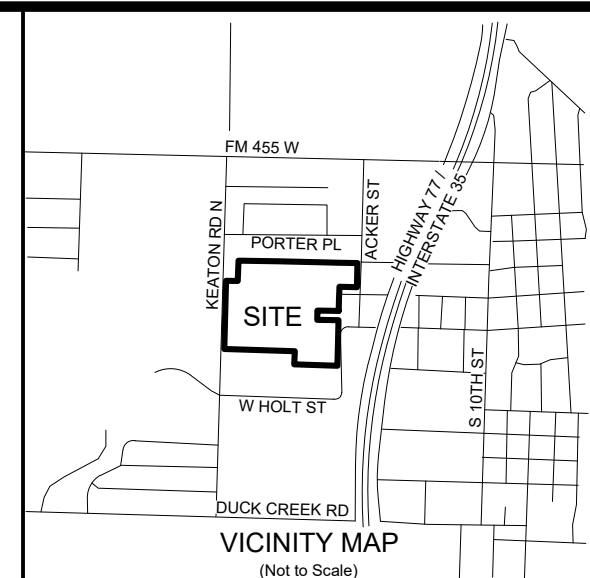 FM 455 W
KEATON RD N
PORTER PL
ACKER ST
HIGHWAY 77 /
INTERSTATE 35
SITE
S 10TH ST
W HOLT ST
DUCK CREEK RD
VICINITY MAP
(Not to Scale)